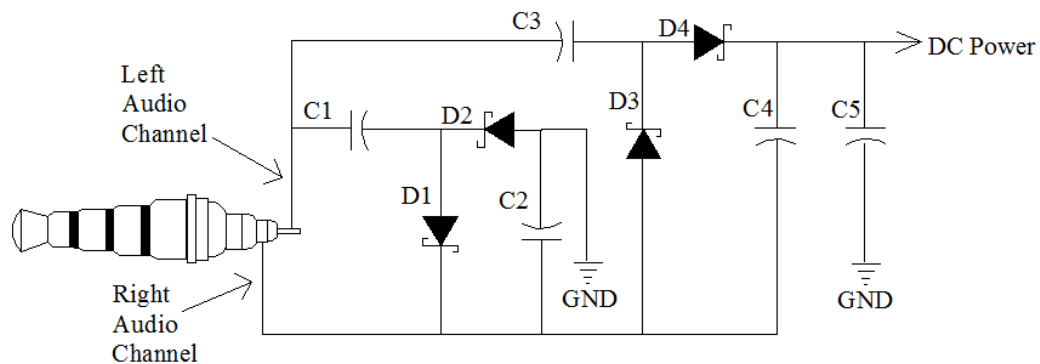 C3
D4
DC Power
Left
Audio
Channel
C1
D2
D3
C4
C5
D1
C2
GND
GND
Right
Audio
Channel